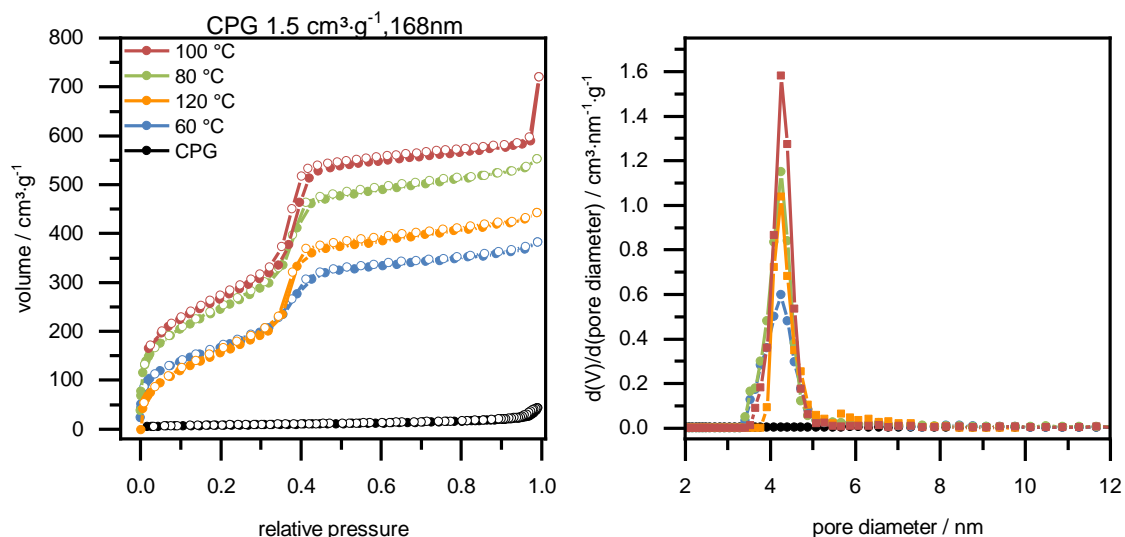 CPG 1.5 cm³·g⁻¹,168nm
volume / cm³·g⁻¹
800
700
600
500
400
300
200
100
0
100 °C
80 °C
120 °C
60 °C
CPG
0.0 0.2 0.4 0.6 0.8 1.0
relative pressure
d(V)/d(pore diameter) / cm³·nm⁻¹·g⁻¹
1.6
1.4
1.2
1.0
0.8
0.6
0.4
0.2
0.0
2 4 6 8 10 12
pore diameter / nm